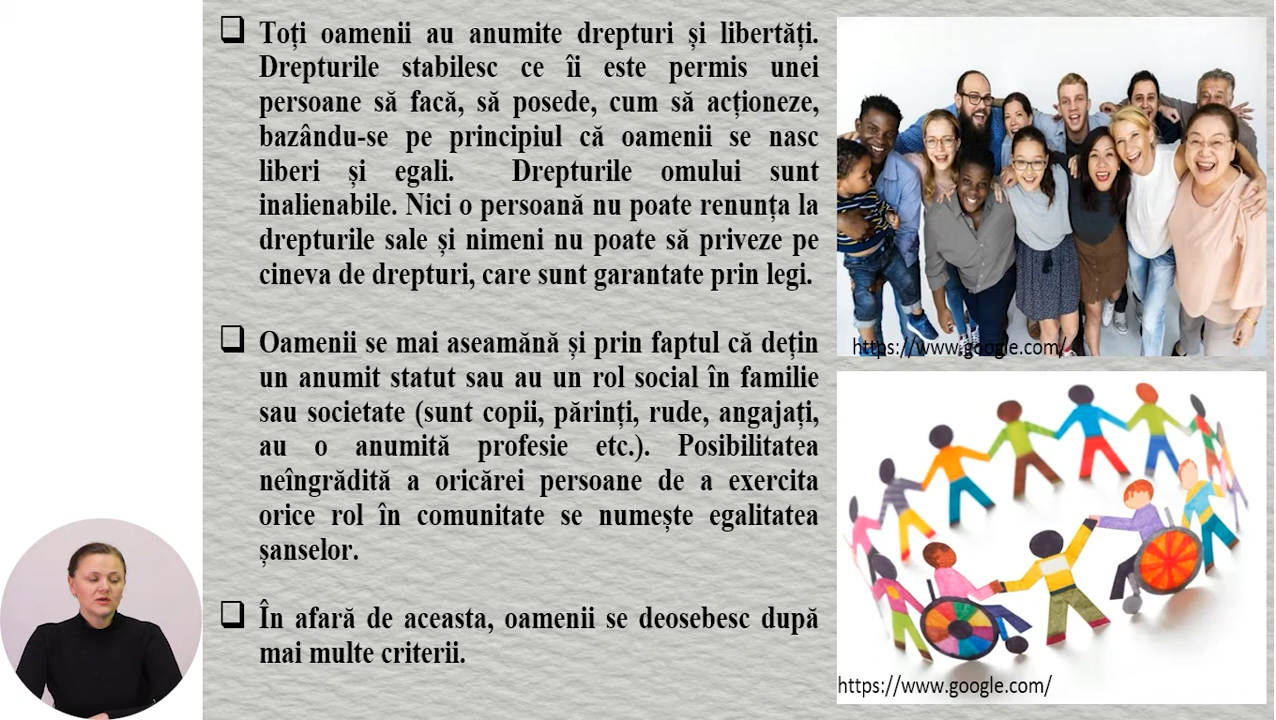 ❑ Toți oamenii au anumite drepturi și libertăți.
Drepturile stabilesc ce îi este permis unei
persoane să facă, să posede, cum să acționeze,
bazându-se pe principiul că oamenii se nasc
liberi și egali. Drepturile omului sunt
inalienabile. Nici o persoană nu poate renunța la
drepturile sale și nimeni nu poate să priveze pe
cineva de drepturi, care sunt garantate prin legi.
❑ Oamenii se mai aseamănă și prin faptul că dețin
un anumit statut sau au un rol social în familie
sau societate (sunt copii, părinți, rude, angajați,
au o anumită profesie etc.). Posibilitatea
neîngrădită a oricărei persoane de a exercita
orice rol în comunitate se numește egalitatea
șanselor.
❑ În afară de aceasta, oamenii se deosebesc după
mai multe criterii.
https://www.google.com/
https://www.google.com/